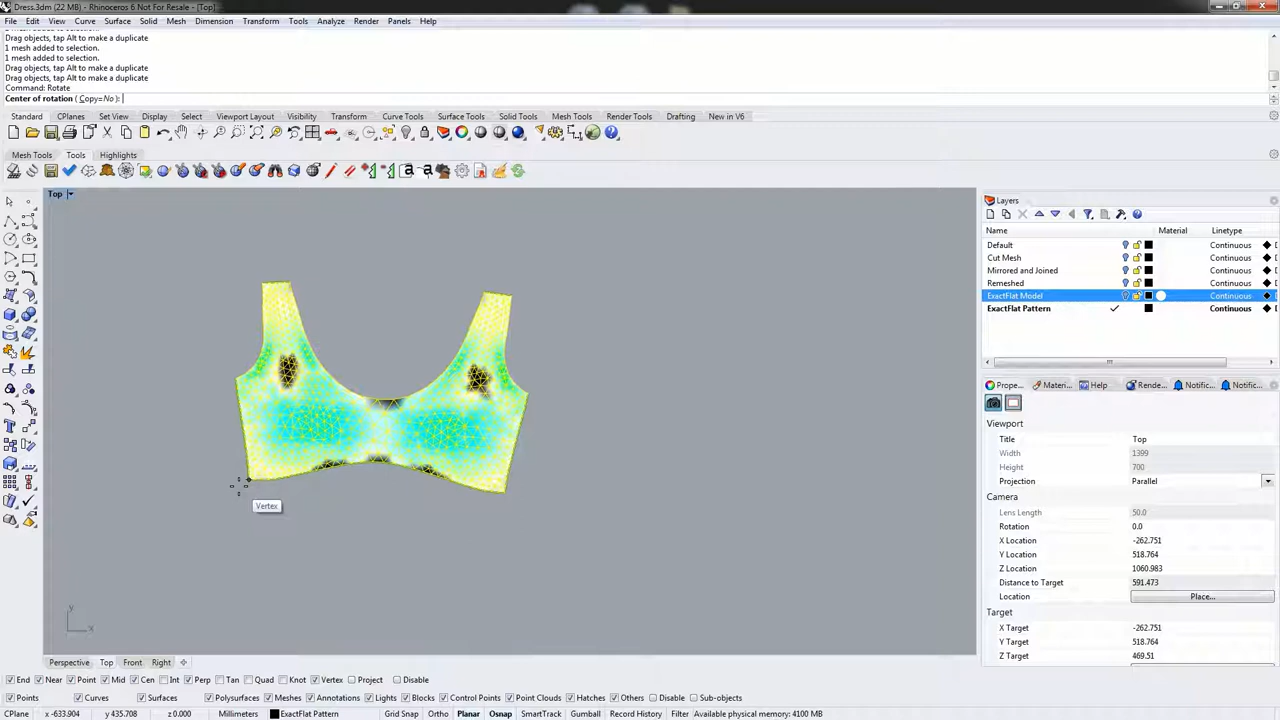 Dress.3dm (22 MB) - Rhinoceros 6 Not For Resale - [Top]
File Edit View Curve Surface Solid Mesh Dimension Transform Tools Analyze Render Panels Help
Drag objects, tap Alt to make a duplicate
1 mesh added to selection.
1 mesh added to selection.
Drag objects, tap Alt to make a duplicate
Drag objects, tap Alt to make a duplicate
Command: Rotate
Center of rotation ( Copy=No ):
Standard CPlanes Set View Display Select Viewport Layout Visibility Transform Curve Tools Surface Tools Solid Tools Mesh Tools Render Tools Drafting New in V6
Mesh Tools Tools Highlights
Top
Layers
Name Material Linetype
Default Continuous
Cut Mesh Continuous
Mirrored and Joined Continuous
Remeshed Continuous
ExactFlat Model Continuous
ExactFlat Pattern Continuous
Prope... Materi... Help Rende... Notific... Notific...
Viewport
Title Top
Width 1399
Height 700
Projection Parallel
Camera
Lens Length 50.0
Rotation 0.0
X Location -262.751
Y Location 518.764
Z Location 1060.983
Distance to Target 591.473
Location Place...
Target
X Target -262.751
Y Target 518.764
Z Target 469.51
Vertex
y
x
Perspective Top Front Right
End Near Point Mid Cen Int Perp Tan Quad Knot Vertex Project Disable
Points Curves Surfaces Polysurfaces Meshes Annotations Lights Blocks Control Points Point Clouds Hatches Others Disable Sub-objects
CPlane x -633.904 y 435.708 z 0.000 Millimeters ExactFlat Pattern Grid Snap Ortho Planar Osnap SmartTrack Gumball Record History Filter Available physical memory: 4100 MB